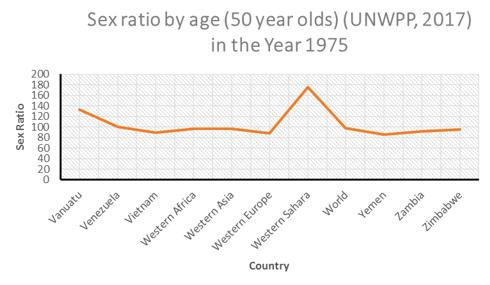 Sex ratio by age (50 year olds) (UNWPP, 2017)
in the Year 1975
200
180
160
140
120
100
80
60
40
20
0
Sex Ratio
Vanuatu
Venezuela
Vietnam
Western Africa
Western Asia
Western Europe
Western Sahara
World
Yemen
Zambia
Zimbabwe
Country